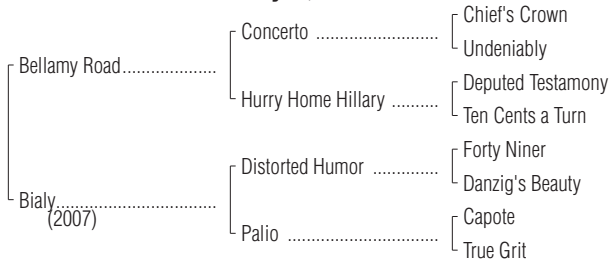 Chief's Crown
Concerto ..............................
Undeniably
Bellamy Road....................
Deputed Testamony
Hurry Home Hillary ..........
Ten Cents a Turn
Forty Niner
Distorted Humor ..............
Danzig's Beauty
Bialy..................................
(2007)
Capote
Palio ....................................
True Grit